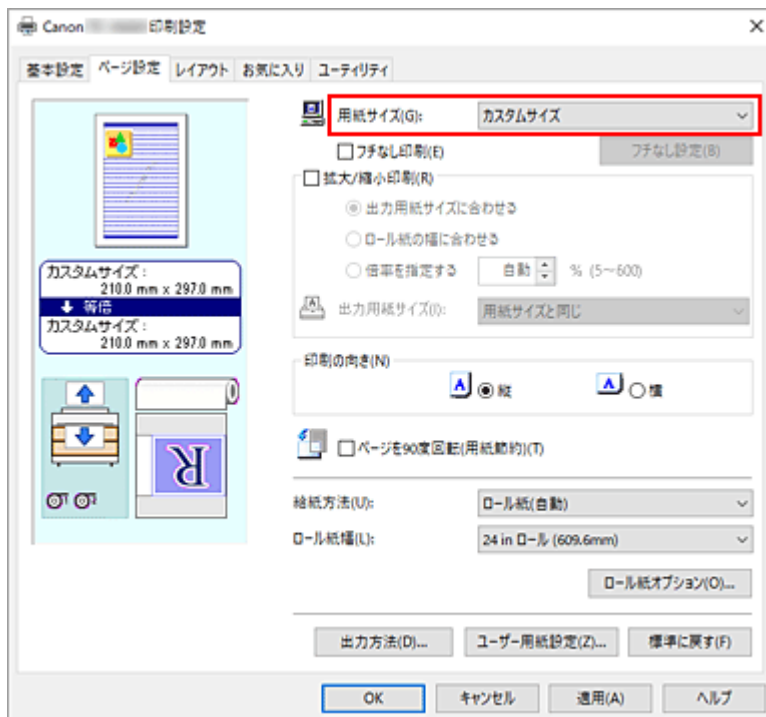 Canon 印刷設定
基本設定 ページ設定 レイアウト お気に入り ユーティリティ
用紙サイズ(G): カスタムサイズ
フチなし印刷(E) フチなし設定(B)
拡大/縮小印刷(R)
出力用紙サイズに合わせる
ロール紙の幅に合わせる
倍率を指定する 自動 % (5~600)
出力用紙サイズ(I): 用紙サイズと同じ
カスタムサイズ :
210.0 mm x 297.0 mm
等倍
カスタムサイズ :
210.0 mm x 297.0 mm
印刷の向き(N)
A 縦 A 横
ページを90度回転(用紙節約)(T)
R
給紙方法(U): ロール紙(自動)
ロール紙幅(L): 24 in ロール (609.6mm)
ロール紙オプション(O)...
出力方法(D)... ユーザー用紙設定(Z)... 標準に戻す(F)
OK キャンセル 適用(A) ヘルプ